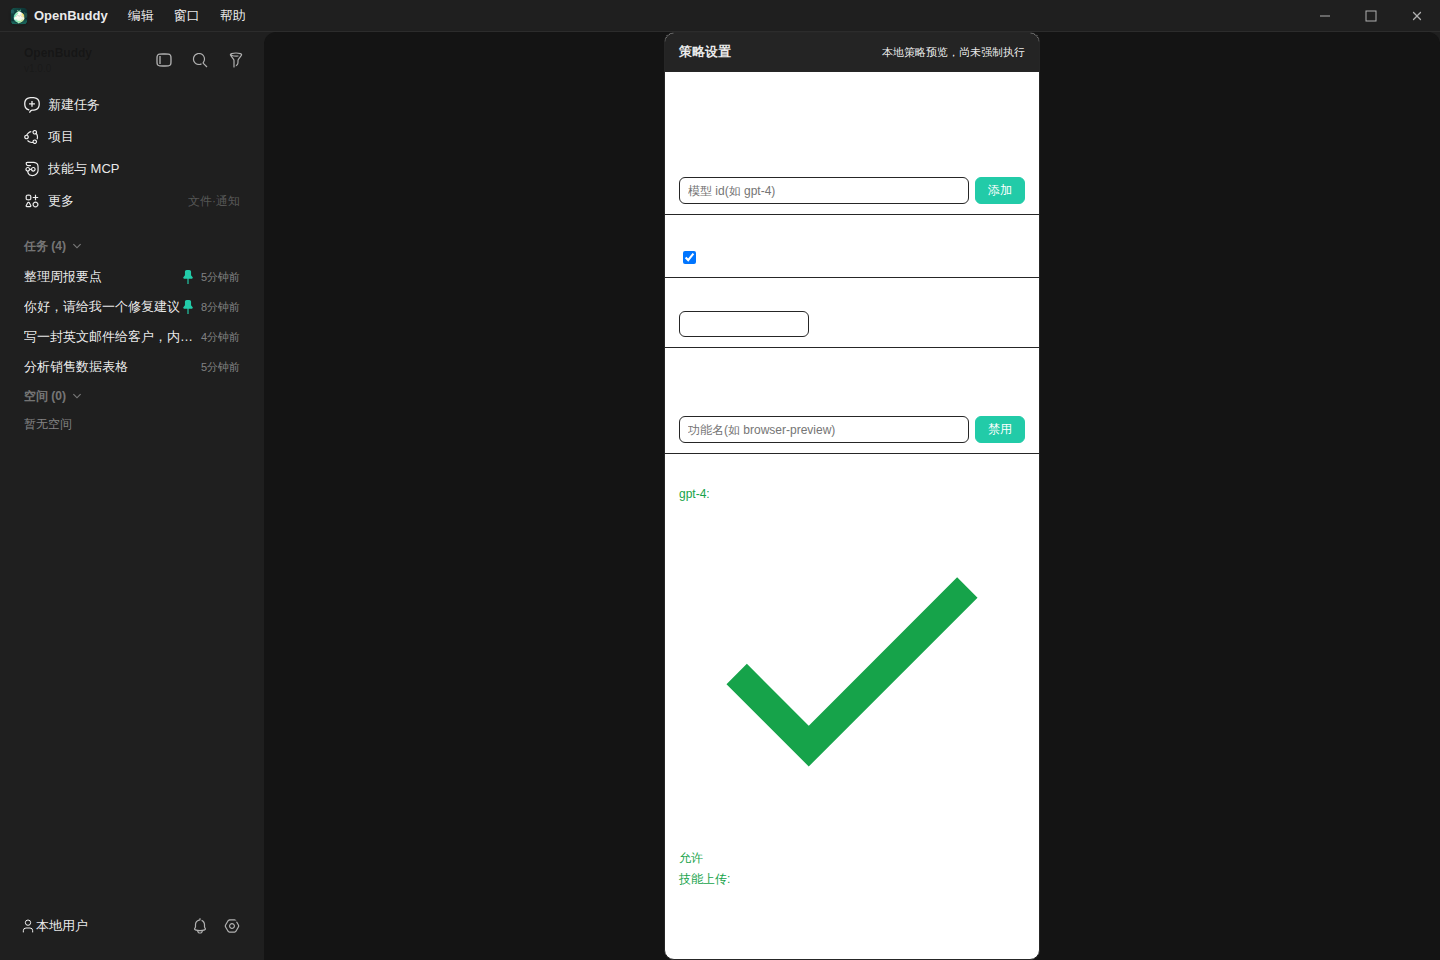 OpenBuddy 编辑 窗口 帮助
OpenBuddy
新建任务
项目
技能与 MCP
更多 文件·通知
任务 (4)
整理周报要点 5分钟前
你好，请给我一个修复建议 8分钟前
写一封英文邮件给客户，内… 4分钟前
分析销售数据表格 5分钟前
空间 (0)
暂无空间
本地用户
策略设置 本地策略预览，尚未强制执行
模型 id(如 gpt-4) 添加
功能名(如 browser-preview) 禁用
gpt-4:
允许
技能上传: